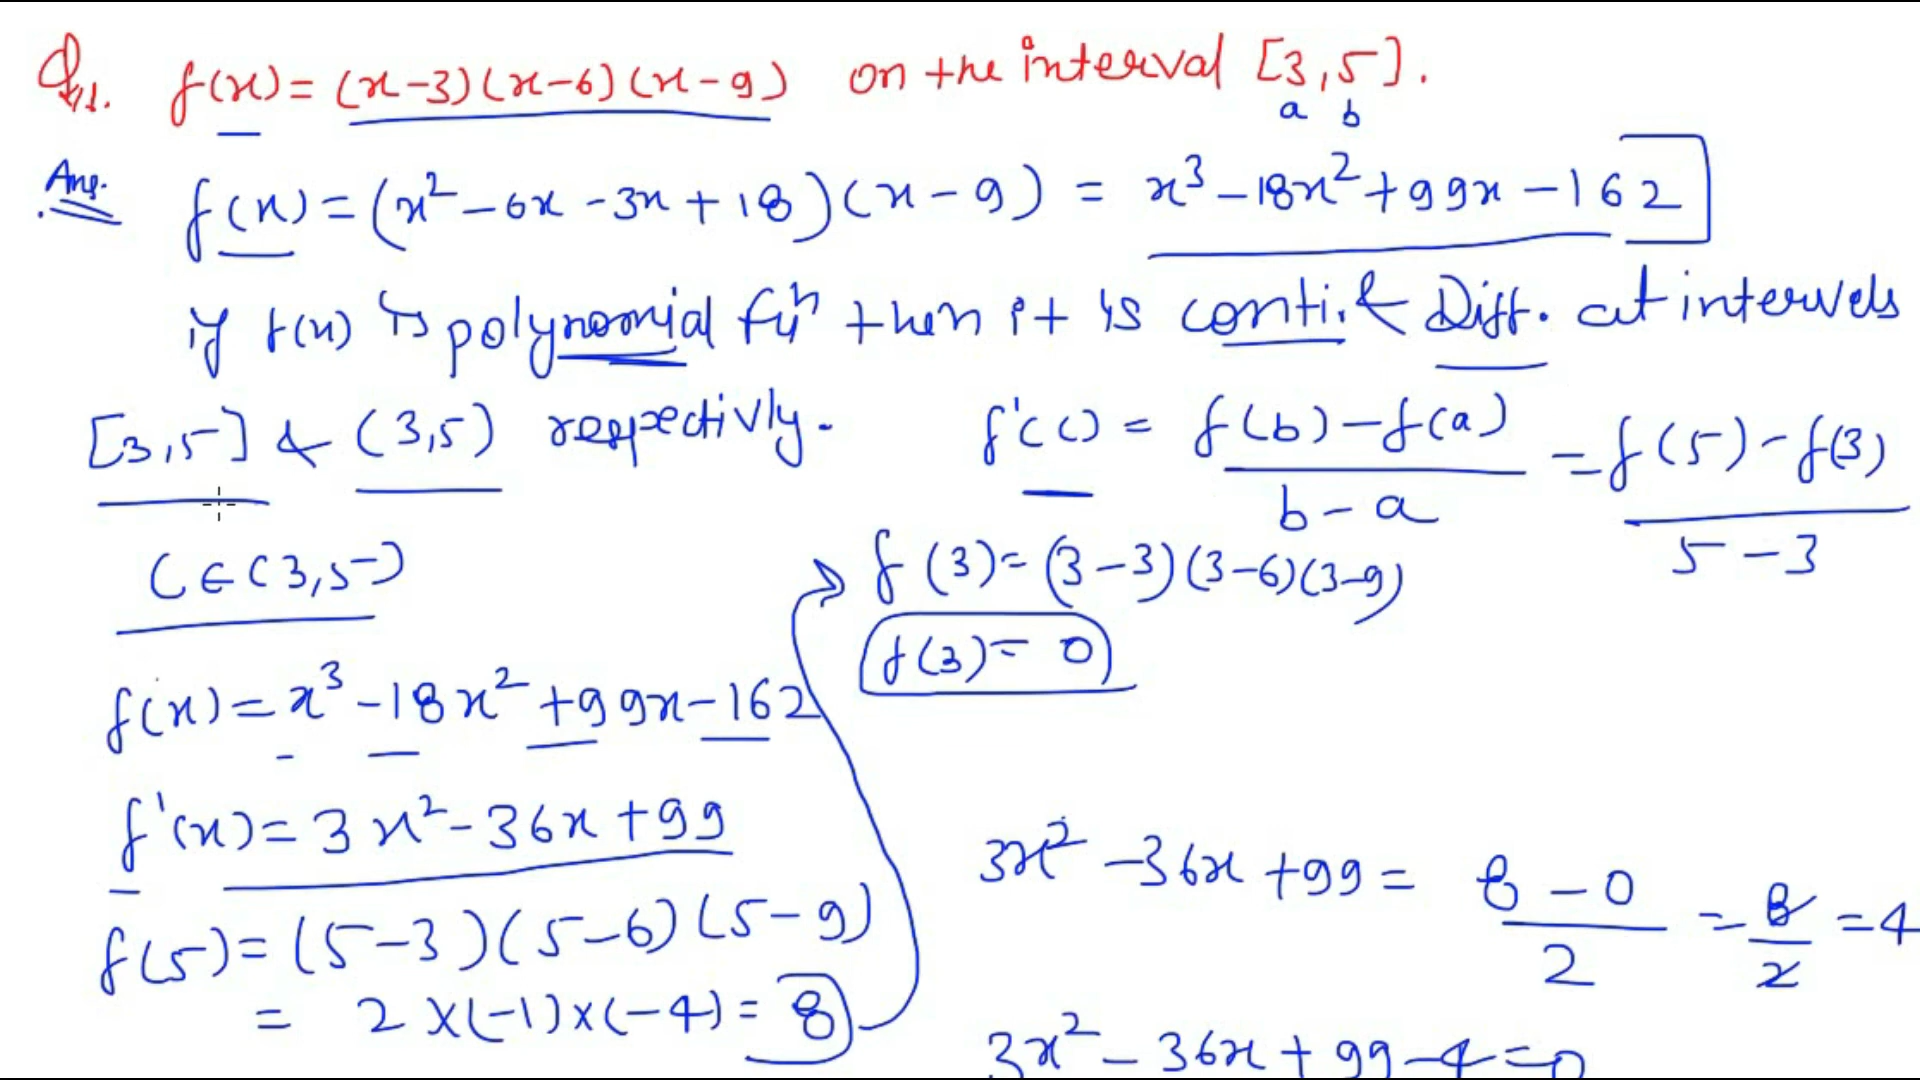 Q.1. f(x) = (x-3)(x-6)(x-9) on the interval [3,5].
a b
Ans. f(x) = (x² - 6x - 3x + 18)(x - 9) = x³ - 18x² + 99x - 162
if f(x) is polynomial fuⁿ then it is conti. & Diff. at intervels
[3,5] & (3,5) respectivly. f'(c) = f(b) - f(a) / b - a = f(5) - f(3) / 5 - 3
C ∈ (3,5)
f(3) = (3-3)(3-6)(3-9)
f(3) = 0
f(x) = x³ - 18x² + 99x - 162
f'(x) = 3x² - 36x + 99
f(5) = (5-3)(5-6)(5-9)
= 2 x (-1) x (-4) = 8
3x² - 36x + 99 = 8 - 0 / 2 = 8 / 2 = 4
3x² - 36x + 99 - 4 = 0